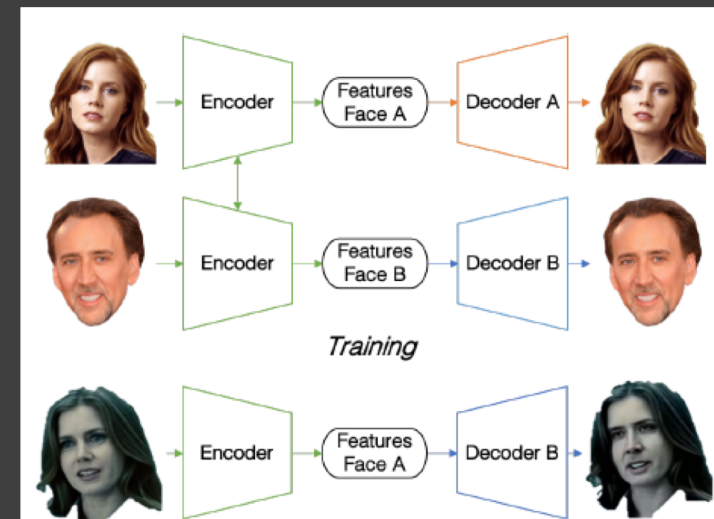 Encoder
Features
Face A
Decoder A
Encoder
Features
Face B
Decoder B
Training
Encoder
Features
Face A
Decoder B